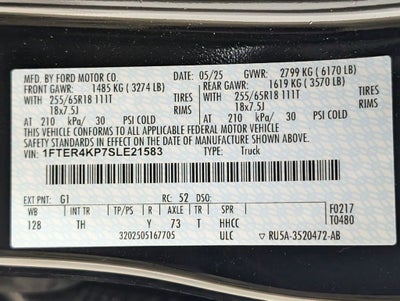 MFD. BY FORD MOTOR CO. 05/25 GVWR: 2799 KG ( 6170 LB)
FRONT GAWR: 1485 KG ( 3274 LB) REAR GAWR: 1619 KG ( 3570 LB)
WITH 255/65R18 111T TIRES WITH 255/65R18 111T TIRES
18x7.5J RIMS 18x7.5J RIMS
AT 210 kPa/ 30 PSI COLD AT 210 kPa/ 30 PSI COLD
THIS VEHICLE CONFORMS TO ALL APPLICABLE FEDERAL MOTOR VEHICLE
SAFETY STANDARDS IN EFFECT ON THE DATE OF MANUFACTURE SHOWN ABOVE.
VIN: 1FTER4KP7SLE21583 TYPE: Truck
EXT PNT: G1 RC: 52 DSO: F0217
WB INT TR TP/PS R AXLE TR SPR T0480
128 TH Y 73 T HHCC
3202505167705 ULC ▽ RU5A-3520472-AB